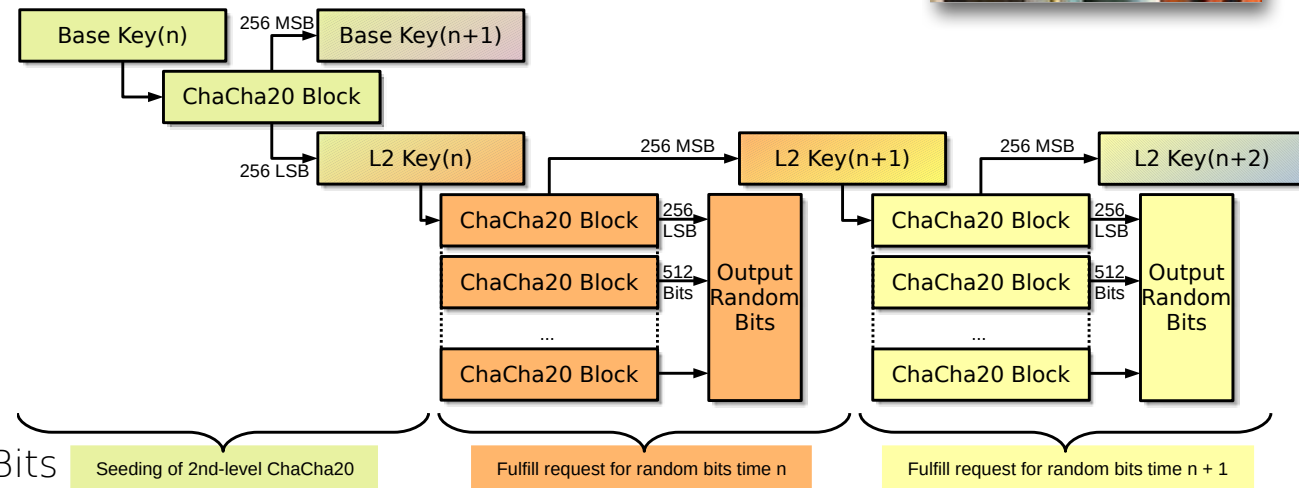 Base Key(n)
256 MSB
Base Key(n+1)
ChaCha20 Block
256 LSB
L2 Key(n)
256 MSB
L2 Key(n+1)
256 MSB
L2 Key(n+2)
ChaCha20 Block
256
LSB
ChaCha20 Block
512
Bits
...
ChaCha20 Block
Output
Random
Bits
ChaCha20 Block
256
LSB
ChaCha20 Block
512
Bits
...
ChaCha20 Block
Output
Random
Bits
Bits
Seeding of 2nd-level ChaCha20
Fulfill request for random bits time n
Fulfill request for random bits time n + 1